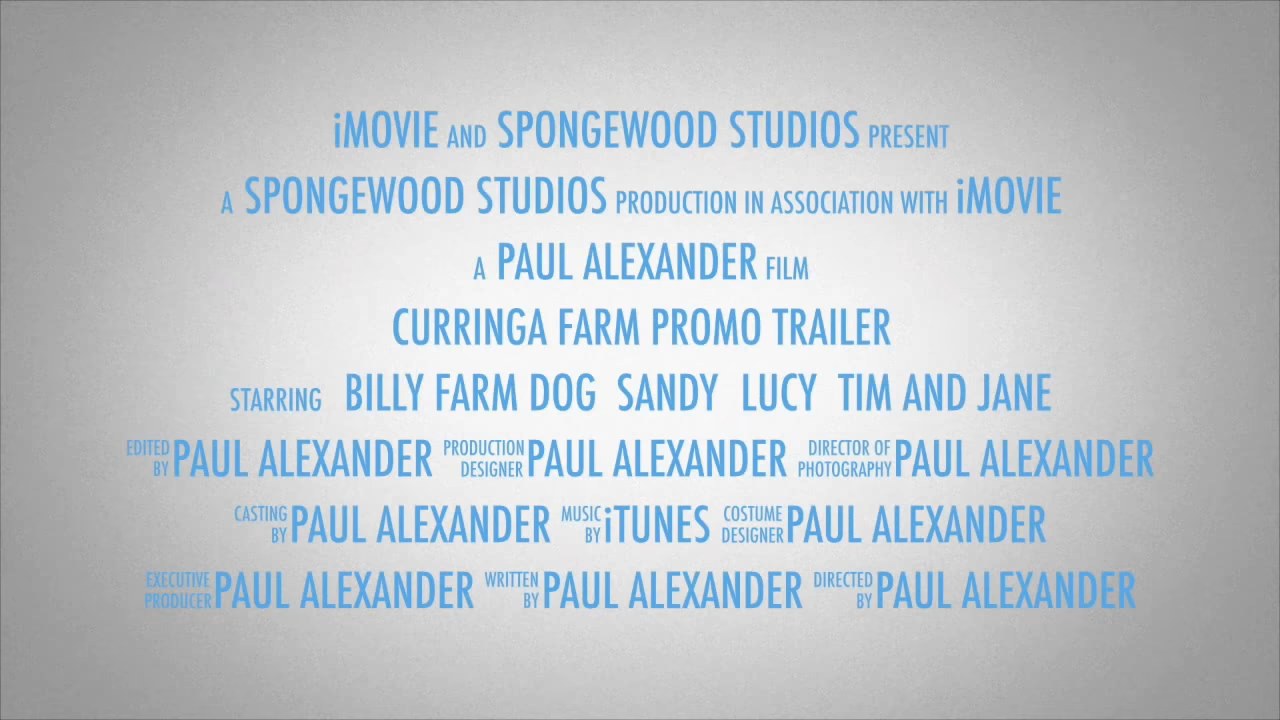 iMOVIE AND SPONGEWOOD STUDIOS PRESENT
A SPONGEWOOD STUDIOS PRODUCTION IN ASSOCIATION WITH iMOVIE
A PAUL ALEXANDER FILM
CURRINGA FARM PROMO TRAILER
STARRING BILLY FARM DOG SANDY LUCY TIM AND JANE
EDITED BY PAUL ALEXANDER PRODUCTION DESIGNER PAUL ALEXANDER DIRECTOR OF PHOTOGRAPHY PAUL ALEXANDER
CASTING BY PAUL ALEXANDER MUSIC BY iTUNES COSTUME DESIGNER PAUL ALEXANDER
EXECUTIVE PRODUCER PAUL ALEXANDER WRITTEN BY PAUL ALEXANDER DIRECTED BY PAUL ALEXANDER